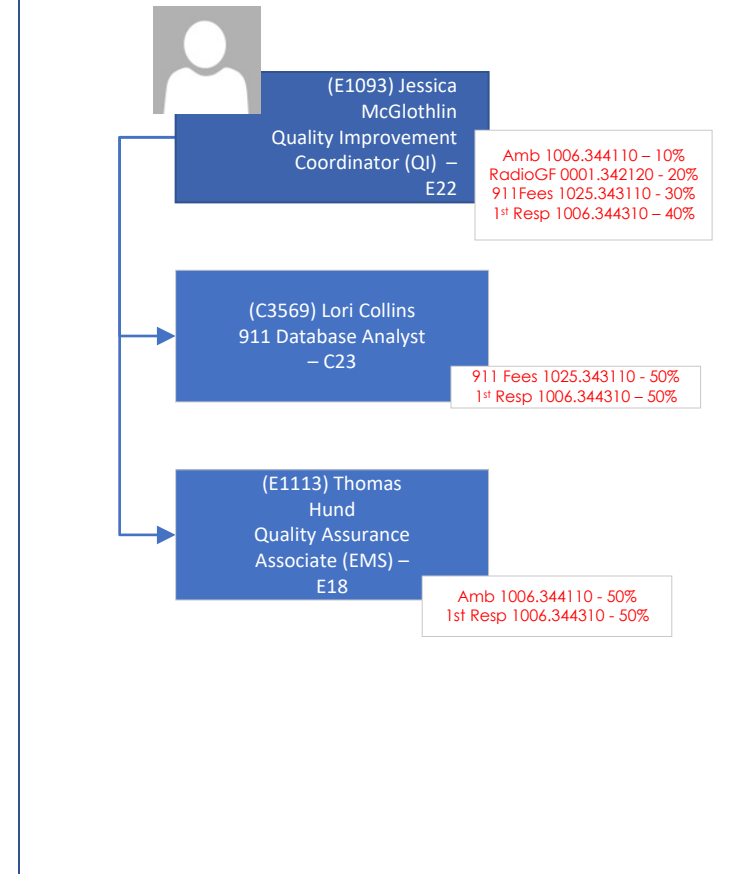 (E1093) Jessica
McGlothlin
Quality Improvement
Coordinator (QI) –
E22
Amb 1006.344110 – 10%
RadioGF 0001.342120 - 20%
911Fees 1025.343110 - 30%
1st Resp 1006.344310 – 40%
(C3569) Lori Collins
911 Database Analyst
– C23
911 Fees 1025.343110 - 50%
1st Resp 1006.344310 – 50%
(E1113) Thomas
Hund
Quality Assurance
Associate (EMS) –
E18
Amb 1006.344110 - 50%
1st Resp 1006.344310 - 50%